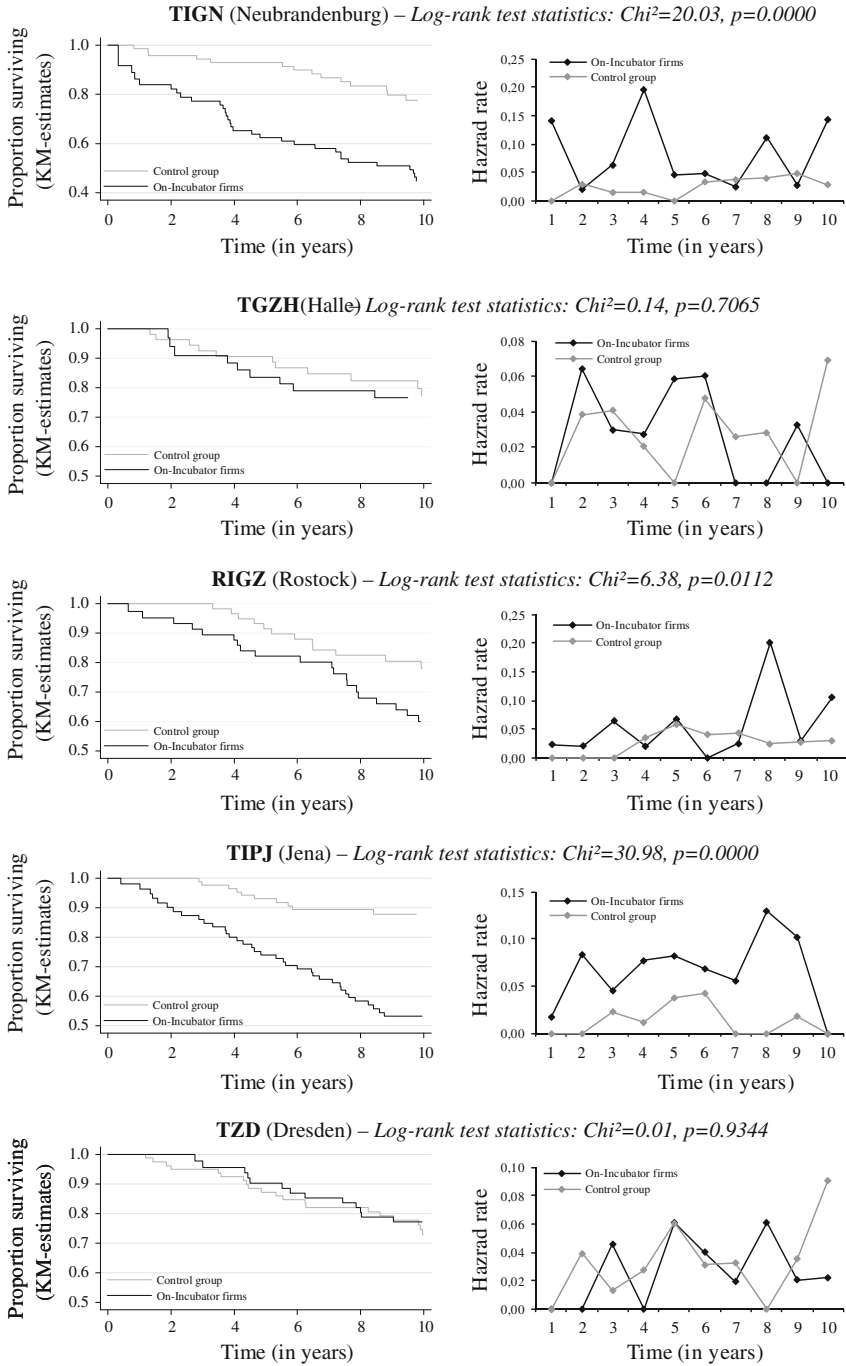 TIGN (Neubrandenburg) – Log-rank test statistics: Chi²=20.03, p=0.0000
Proportion surviving
(KM-estimates)
1.0
0.8
0.6
0.4
Control group
On-Incubator firms
0 2 4 6 8 10
Time (in years)
Hazrad rate
0,25
0,20
0,15
0,10
0,05
0,00
On-Incubator firms
Control group
1 2 3 4 5 6 7 8 9 10
Time (in years)
TGZH(Halle) – Log-rank test statistics: Chi²=0.14, p=0.7065
Proportion surviving
(KM-estimates)
1.0
0.9
0.8
0.7
0.6
0.5
Control group
On-Incubator firms
0 2 4 6 8 10
Time (in years)
Hazrad rate
0,08
0,06
0,04
0,02
0,00
On-Incubator firms
Control group
1 2 3 4 5 6 7 8 9 10
Time (in years)
RIGZ (Rostock) – Log-rank test statistics: Chi²=6.38, p=0.0112
Proportion surviving
(KM-estimates)
1.0
0.9
0.8
0.7
0.6
0.5
Control group
On-Incubator firms
0 2 4 6 8 10
Time (in years)
Hazrad rate
0,25
0,20
0,15
0,10
0,05
0,00
On-Incubator firms
Control group
1 2 3 4 5 6 7 8 9 10
Time (in years)
TIPJ (Jena) – Log-rank test statistics: Chi²=30.98, p=0.0000
Proportion surviving
(KM-estimates)
1.0
0.9
0.8
0.7
0.6
0.5
Control group
On-Incubator firms
0 2 4 6 8 10
Time (in years)
Hazrad rate
0,15
0,10
0,05
0,00
On-Incubator firms
Control group
1 2 3 4 5 6 7 8 9 10
Time (in years)
TZD (Dresden) – Log-rank test statistics: Chi²=0.01, p=0.9344
Proportion surviving
(KM-estimates)
1.0
0.9
0.8
0.7
0.6
0.5
Control group
On-Incubator firms
0 2 4 6 8 10
Time (in years)
Hazrad rate
0,10
0,08
0,06
0,04
0,02
0,00
On-Incubator firms
Control group
1 2 3 4 5 6 7 8 9 10
Time (in years)